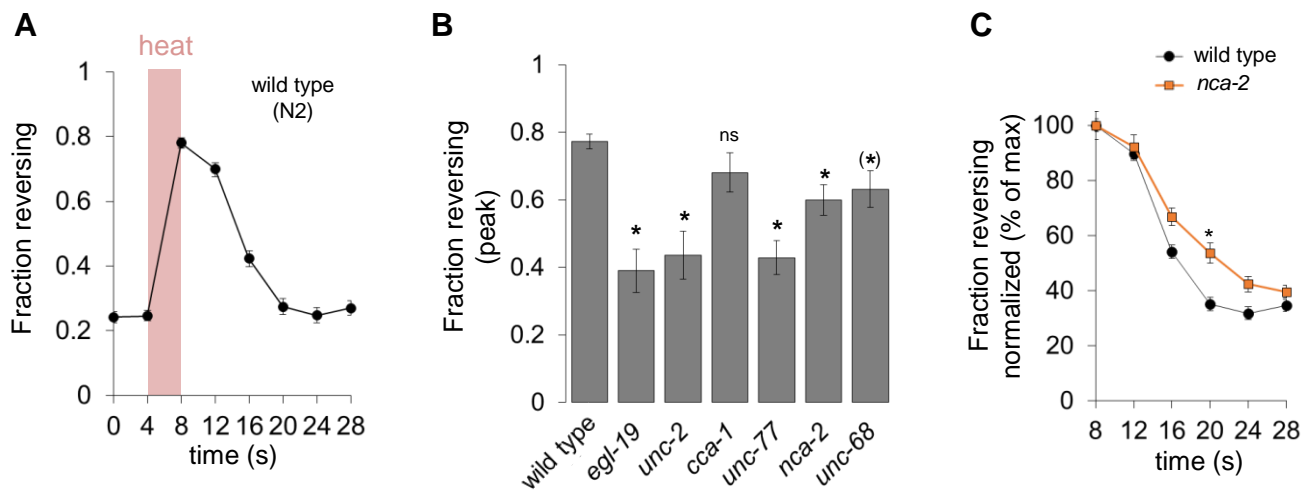 A
heat
wild type
(N2)
Fraction reversing
1
0.8
0.6
0.4
0.2
0
0 4 8 12 16 20 24 28
time (s)
B
Fraction reversing
(peak)
1
0.8
0.6
0.4
0.2
0
* * ns * * (*)
wild type egl-19 unc-2 cca-1 unc-77 nca-2 unc-68
C
wild type
nca-2
Fraction reversing
normalized (% of max)
100
80
60
40
20
0
*
8 12 16 20 24 28
time (s)